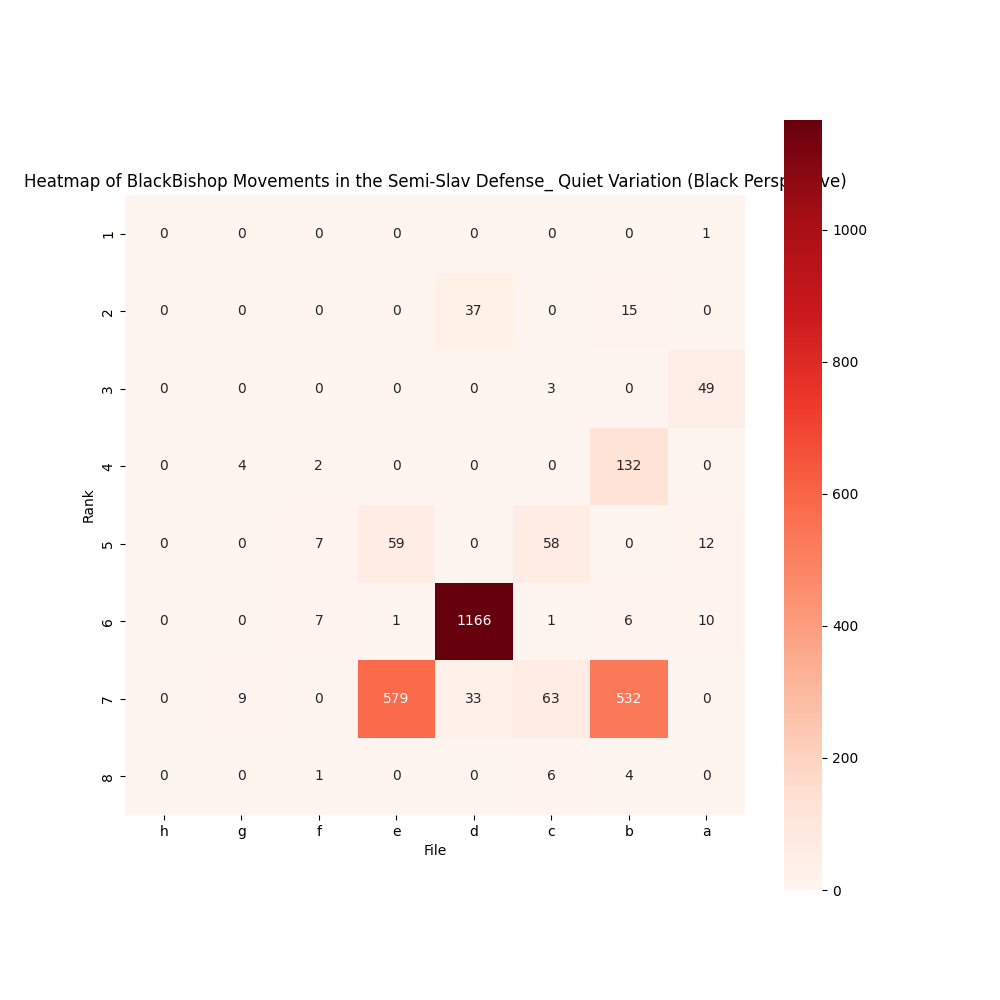 Heatmap of BlackBishop Movements in the Semi-Slav Defense_ Quiet Variation (Black Persp ve)
1 0 0 0 0 0 0 0 1
2 0 0 0 0 37 0 15 0
3 0 0 0 0 0 3 0 49
4 0 4 2 0 0 0 132 0
5 0 0 7 59 0 58 0 12
6 0 0 7 1 1166 1 6 10
7 0 9 0 579 33 63 532 0
8 0 0 1 0 0 6 4 0
h g f e d c b a
File
Rank
1000
800
600
400
200
0